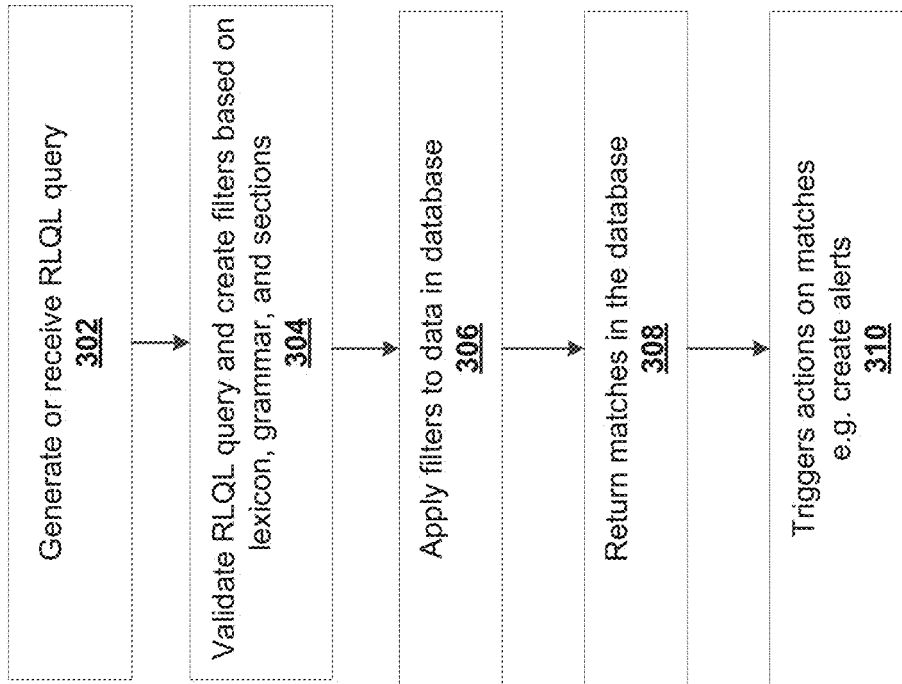 Generate or receive RLQL query
302
Validate RLQL query and create filters based on
lexicon, grammar, and sections
304
Apply filters to data in database
306
Return matches in the database
308
Triggers actions on matches
e.g. create alerts
310